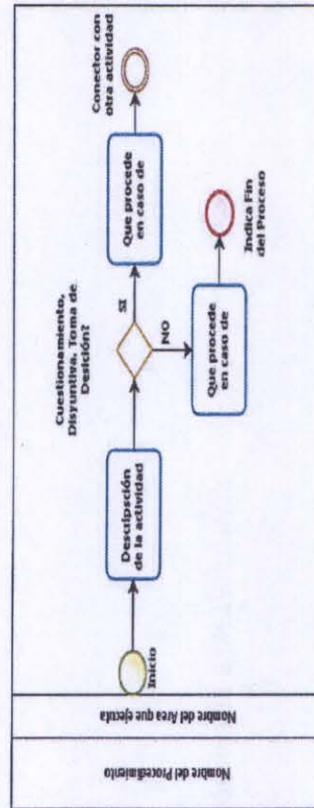 Nombre del Procedimiento
Nombre del Área que ejecuta
Inicio
Descripsción
de la actividad
Cuestionamiento,
Disyuntiva, Toma de
Desición?
SI
NO
Que procede
en caso de
Conector con
otra actividad
Que procede
en caso de
Indica Fin
del Proceso